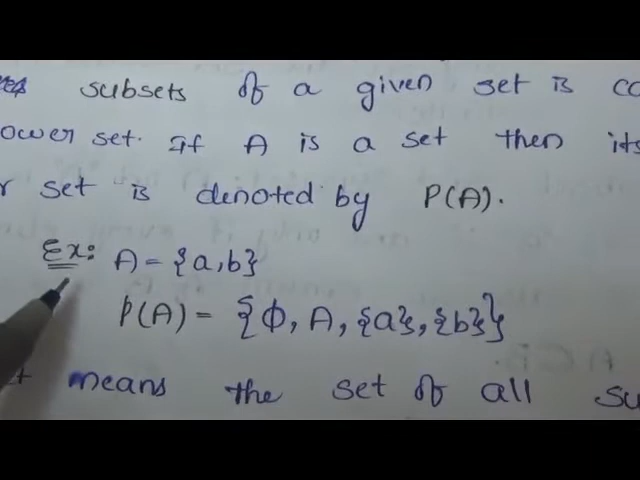 subsets of a given set is
ower set. If A is a set then its
r set is denoted by P(A).
Ex: A = {a,b}
P(A) = {Φ, A, {a}, {b}}
means the set of all su